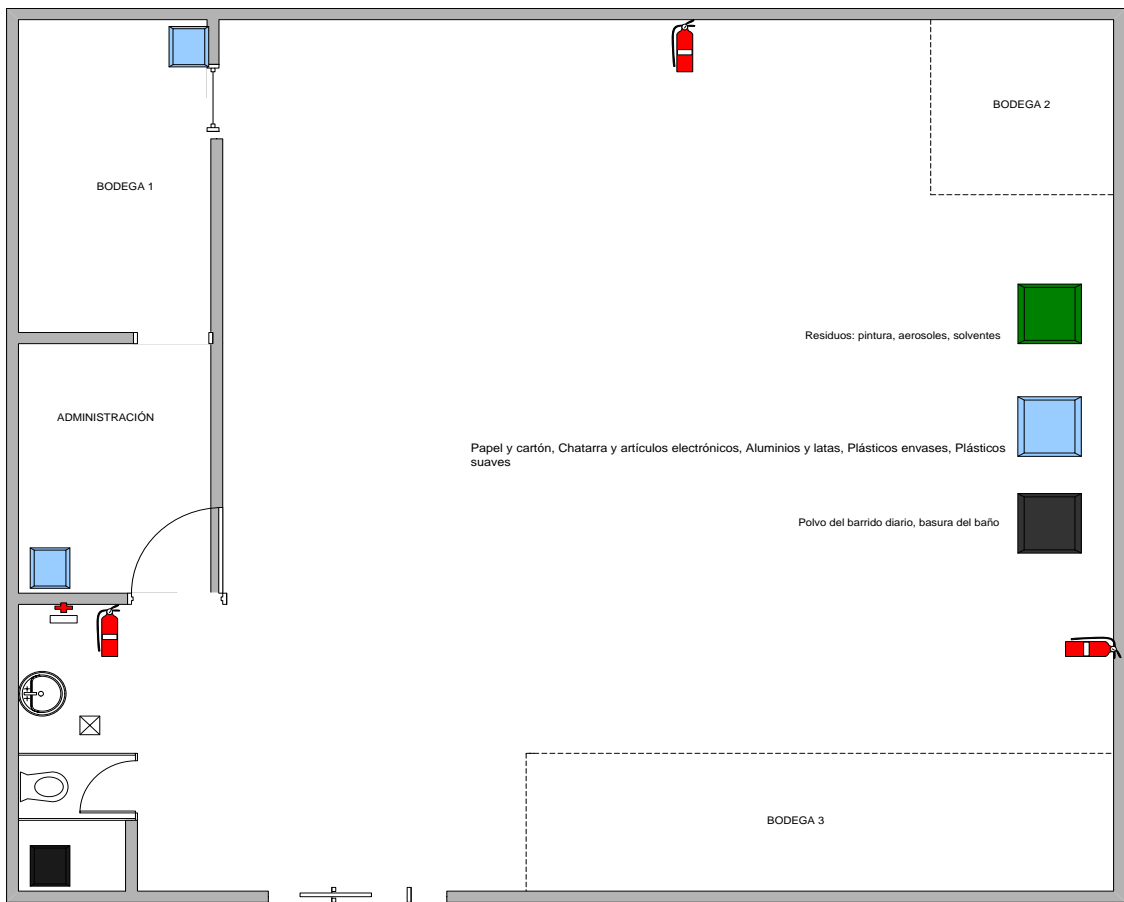 BODEGA 2
BODEGA 1
Residuos: pintura, aerosoles, solventes
ADMINISTRACIÓN
Papel y cartón, Chatarra y artículos electrónicos, Aluminios y latas, Plásticos envases, Plásticos
suaves
Polvo del barrido diario, basura del baño
BODEGA 3